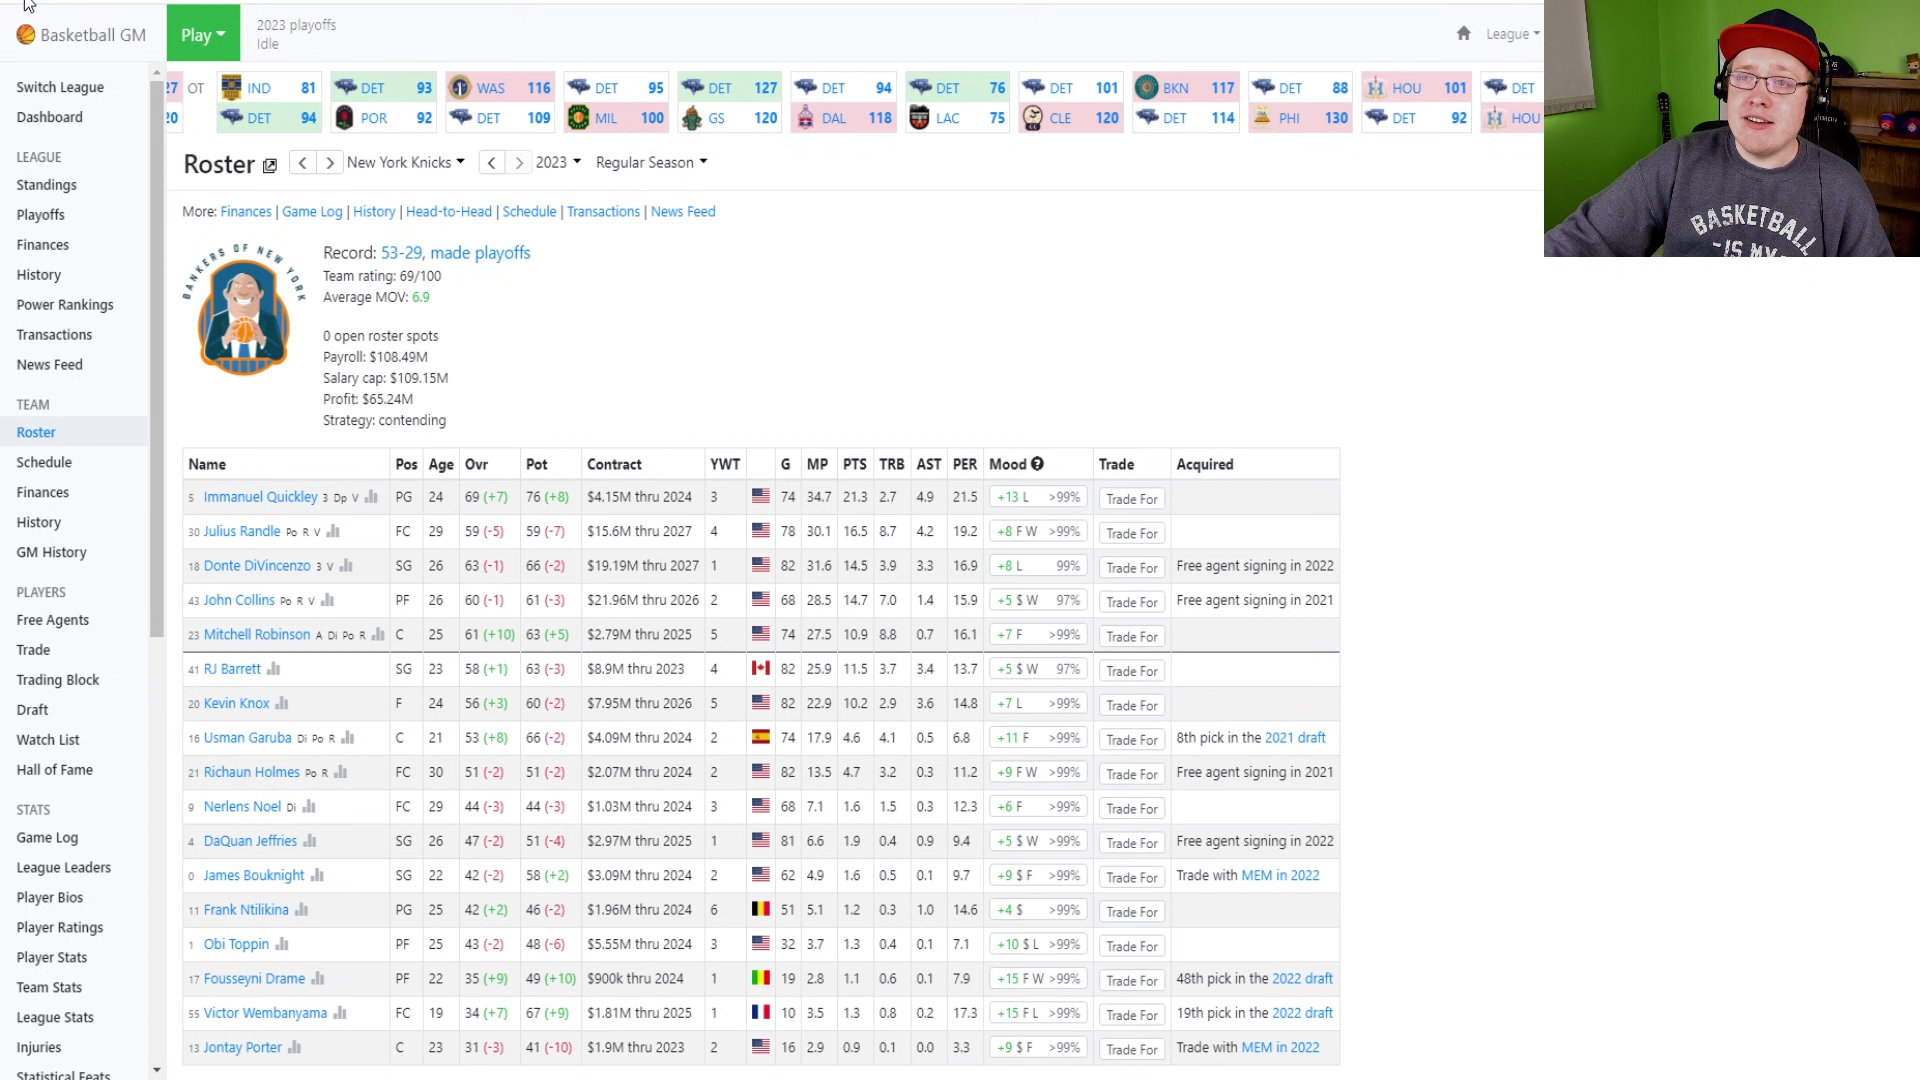 Basketball GM
Play
2023 playoffs
Idle
League
27 OT IND 81 DET 93 WAS 116 DET 95 DET 127 DET 94 DET 76 DET 101 BKN 117 DET 88 HOU 101 DET
20 DET 94 POR 92 DET 109 MIL 100 GS 120 DAL 118 LAC 75 CLE 120 DET 114 PHI 130 DET 92 HOU
Switch League
Dashboard
LEAGUE
Standings
Playoffs
Finances
History
Power Rankings
Transactions
News Feed
TEAM
Roster
Schedule
Finances
History
GM History
PLAYERS
Free Agents
Trade
Trading Block
Draft
Watch List
Hall of Fame
STATS
Game Log
League Leaders
Player Bios
Player Ratings
Player Stats
Team Stats
League Stats
Injuries
Statistical Feats
Roster New York Knicks 2023 Regular Season
More: Finances | Game Log | History | Head-to-Head | Schedule | Transactions | News Feed
BANKERS OF NEW YORK
Record: 53-29, made playoffs
Team rating: 69/100
Average MOV: 6.9
0 open roster spots
Payroll: $108.49M
Salary cap: $109.15M
Profit: $65.24M
Strategy: contending
Name Pos Age Ovr Pot Contract YWT G MP PTS TRB AST PER Mood ? Trade Acquired
5 Immanuel Quickley 3 Dp V PG 24 69 (+7) 76 (+8) $4.15M thru 2024 3 74 34.7 21.3 2.7 4.9 21.5 +13 L >99% Trade For
30 Julius Randle Po R V FC 29 59 (-5) 59 (-7) $15.6M thru 2027 4 78 30.1 16.5 8.7 4.2 19.2 +8 F W >99% Trade For
18 Donte DiVincenzo 3 V SG 26 63 (-1) 66 (-2) $19.19M thru 2027 1 82 31.6 14.5 3.9 3.3 16.9 +8 L 99% Trade For Free agent signing in 2022
43 John Collins Po R V PF 26 60 (-1) 61 (-3) $21.96M thru 2026 2 68 28.5 14.7 7.0 1.4 15.9 +5 $ W 97% Trade For Free agent signing in 2021
23 Mitchell Robinson A Di Po R C 25 61 (+10) 63 (+5) $2.79M thru 2025 5 74 27.5 10.9 8.8 0.7 16.1 +7 F >99% Trade For
41 RJ Barrett SG 23 58 (+1) 63 (-3) $8.9M thru 2023 4 82 25.9 11.5 3.7 3.4 13.7 +5 $ W 97% Trade For
20 Kevin Knox F 24 56 (+3) 60 (-2) $7.95M thru 2026 5 82 22.9 10.2 2.9 3.6 14.8 +7 L >99% Trade For
16 Usman Garuba Di Po R C 21 53 (+8) 66 (-2) $4.09M thru 2024 2 74 17.9 4.6 4.1 0.5 6.8 +11 F >99% Trade For 8th pick in the 2021 draft
21 Richaun Holmes Po R FC 30 51 (-2) 51 (-2) $2.07M thru 2024 2 82 13.5 4.7 3.2 0.3 11.2 +9 F W >99% Trade For Free agent signing in 2021
9 Nerlens Noel Di FC 29 44 (-3) 44 (-3) $1.03M thru 2024 3 68 7.1 1.6 1.5 0.3 12.3 +6 F >99% Trade For
4 DaQuan Jeffries SG 26 47 (-2) 51 (-4) $2.97M thru 2025 1 81 6.6 1.9 0.4 0.9 9.4 +5 $ W >99% Trade For Free agent signing in 2022
0 James Bouknight SG 22 42 (-2) 58 (+2) $3.09M thru 2024 2 62 4.9 1.6 0.5 0.1 9.7 +9 $ F >99% Trade For Trade with MEM in 2022
11 Frank Ntilikina PG 25 42 (+2) 46 (-2) $1.96M thru 2024 6 51 5.1 1.2 0.3 1.0 14.6 +4 $ >99% Trade For
1 Obi Toppin PF 25 43 (-2) 48 (-6) $5.55M thru 2024 3 32 3.7 1.3 0.4 0.1 7.1 +10 $ L >99% Trade For
17 Fousseyni Drame PF 22 35 (+9) 49 (+10) $900k thru 2024 1 19 2.8 1.1 0.6 0.1 7.9 +15 F W >99% Trade For 48th pick in the 2022 draft
55 Victor Wembanyama FC 19 34 (+7) 67 (+9) $1.81M thru 2025 1 10 3.5 1.3 0.8 0.2 17.3 +15 F L >99% Trade For 19th pick in the 2022 draft
13 Jontay Porter C 23 31 (-3) 41 (-10) $1.9M thru 2023 2 16 2.9 0.9 0.1 0.0 3.3 +9 $ F >99% Trade For Trade with MEM in 2022
BASKETBALL
-IS MY